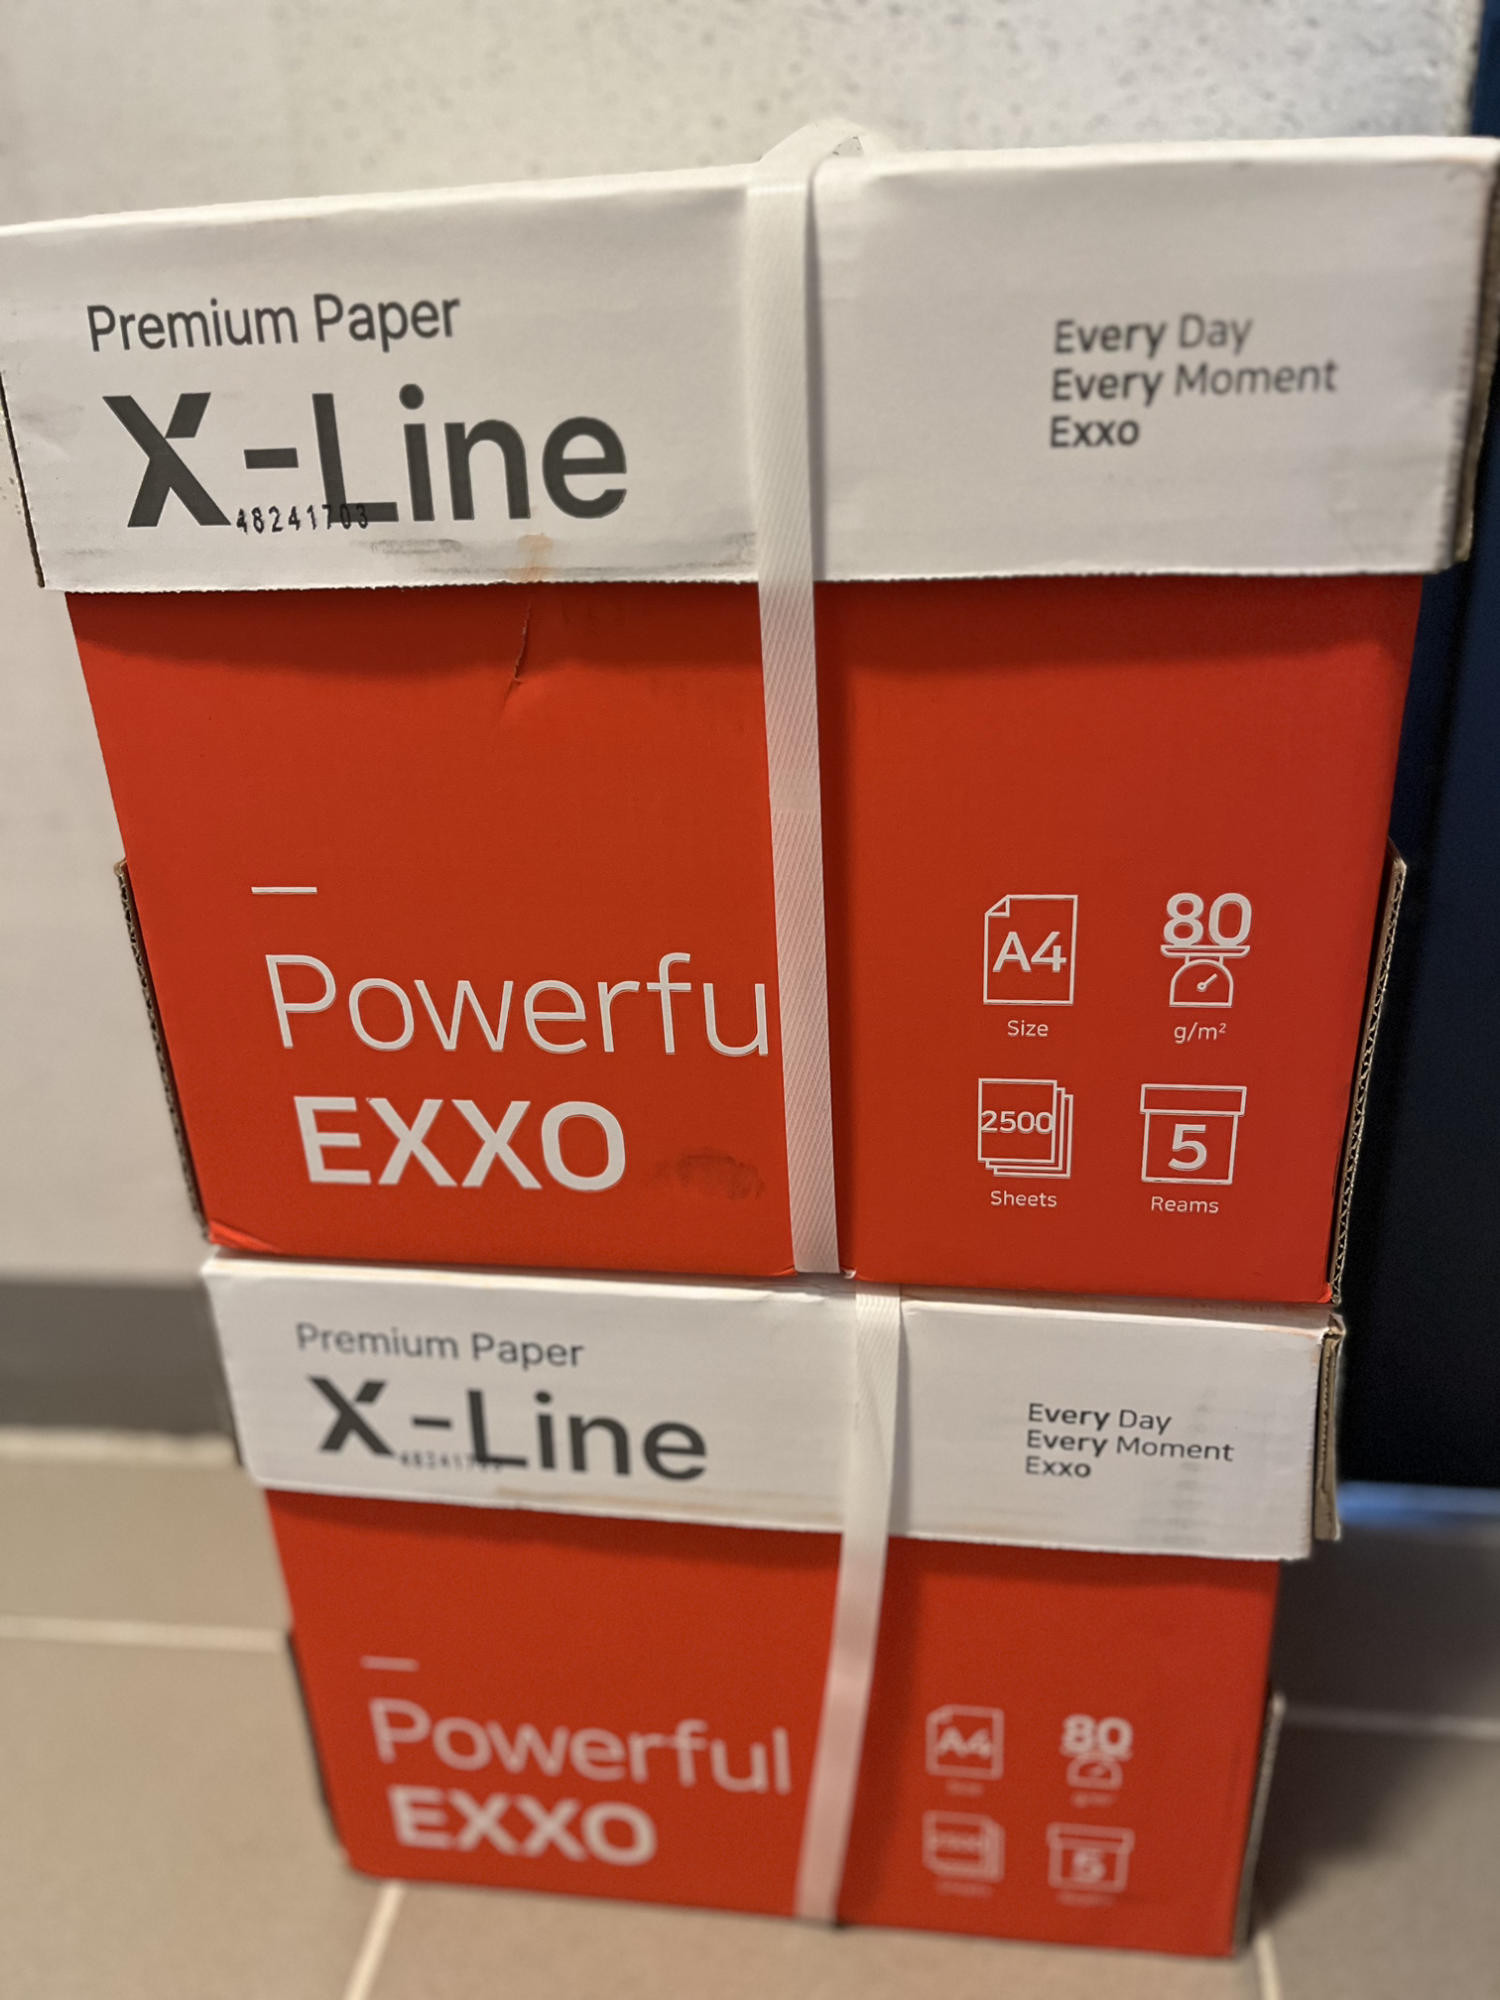 Premium Paper
X-Line
48241703
Every Day
Every Moment
Exxo
Powerfu
EXXO
A4
Size
80
g/m²
2500
Sheets
5
Reams
Premium Paper
X-Line
Every Day
Every Moment
Exxo
Powerful
EXXO
A4
80
5